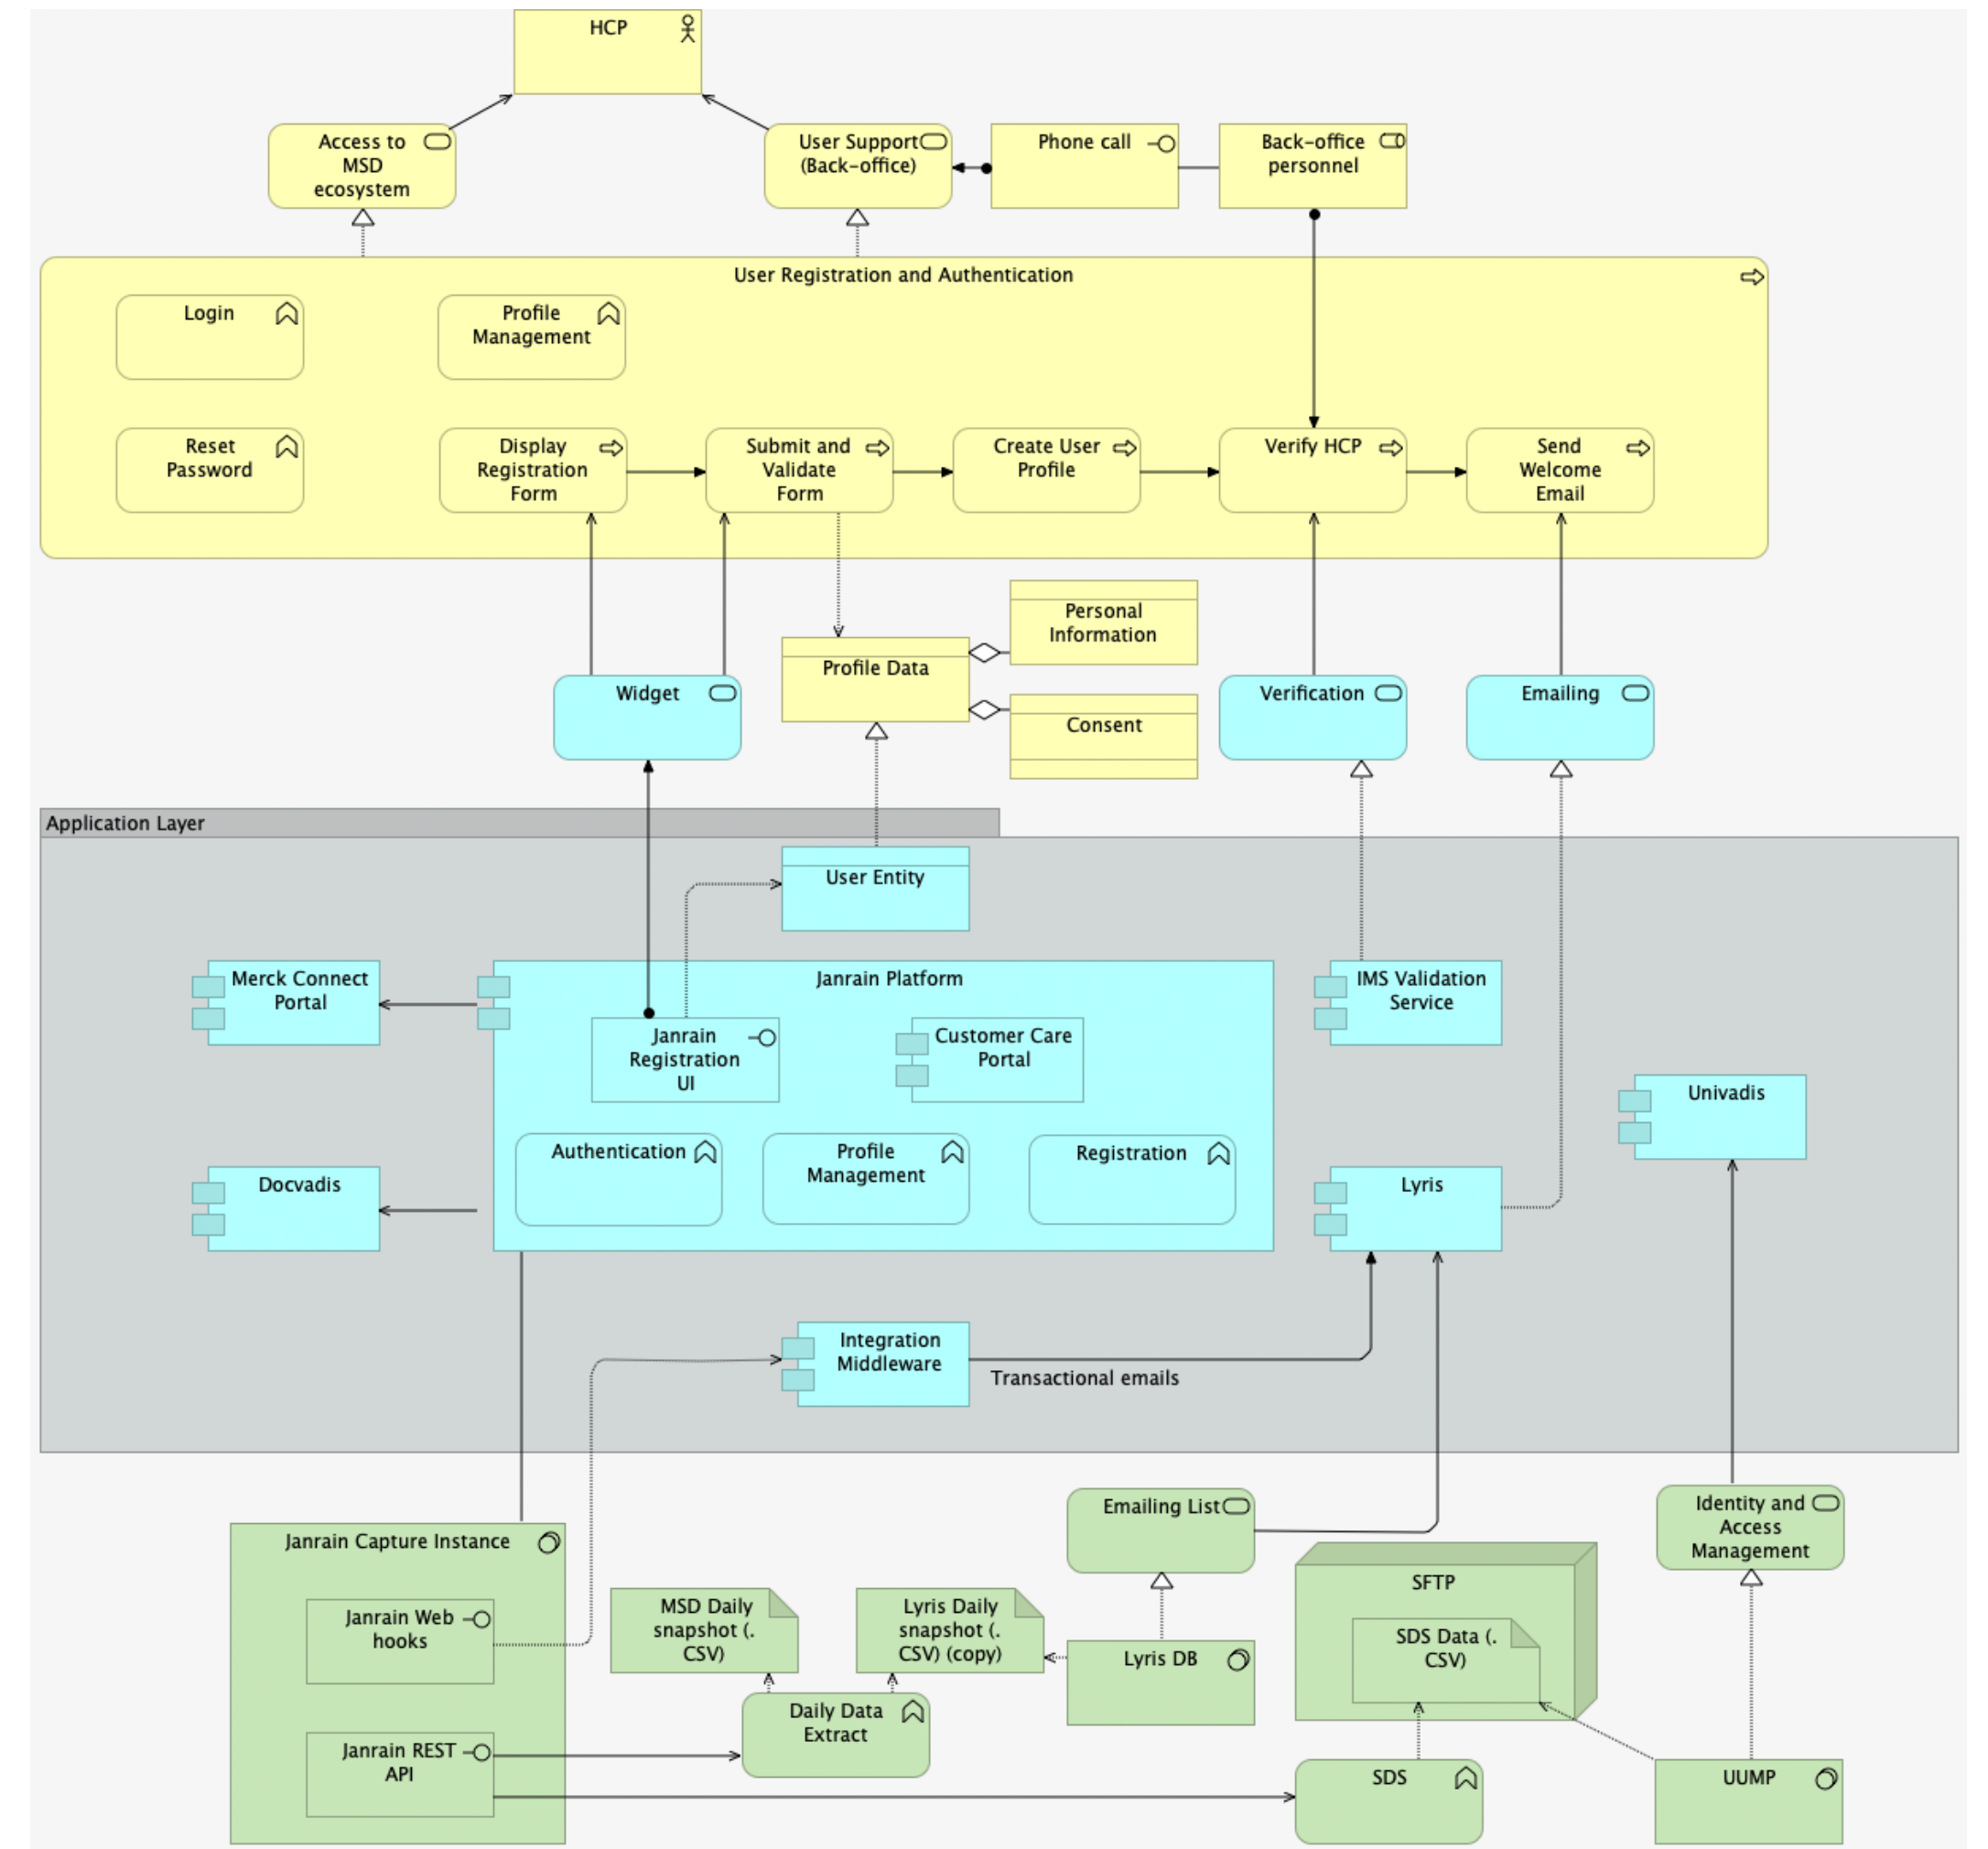 HCP
Access to
MSD
ecosystem
User Support
(Back-office)
Phone call
Back-office
personnel
User Registration and Authentication
Login
Profile
Management
Reset
Password
Display
Registration
Form
Submit and
Validate
Form
Create User
Profile
Verify HCP
Send
Welcome
Email
Personal
Information
Profile Data
Consent
Widget
Verification
Emailing
Application Layer
User Entity
Merck Connect
Portal
Janrain Platform
IMS Validation
Service
Janrain
Registration
UI
Customer Care
Portal
Univadis
Authentication
Profile
Management
Registration
Docvadis
Lyris
Integration
Middleware
Transactional emails
Emailing List
Identity and
Access
Management
Janrain Capture Instance
SFTP
Janrain Web
hooks
MSD Daily
snapshot (.
CSV)
Lyris Daily
snapshot (.
CSV) (copy)
Lyris DB
SDS Data (.
CSV)
Daily Data
Extract
Janrain REST
API
SDS
UUMP